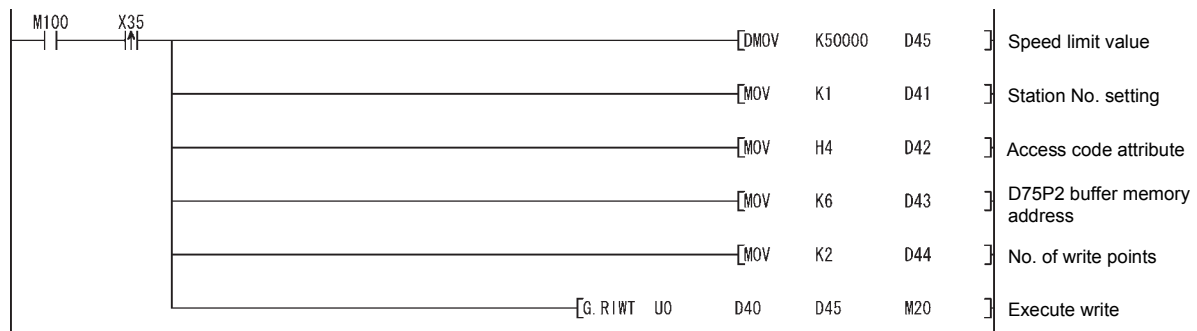 M100 X35
DMOV K50000 D45 Speed limit value
MOV K1 D41 Station No. setting
MOV H4 D42 Access code attribute
MOV K6 D43 D75P2 buffer memory
address
MOV K2 D44 No. of write points
G.RIWT U0 D40 D45 M20 Execute write